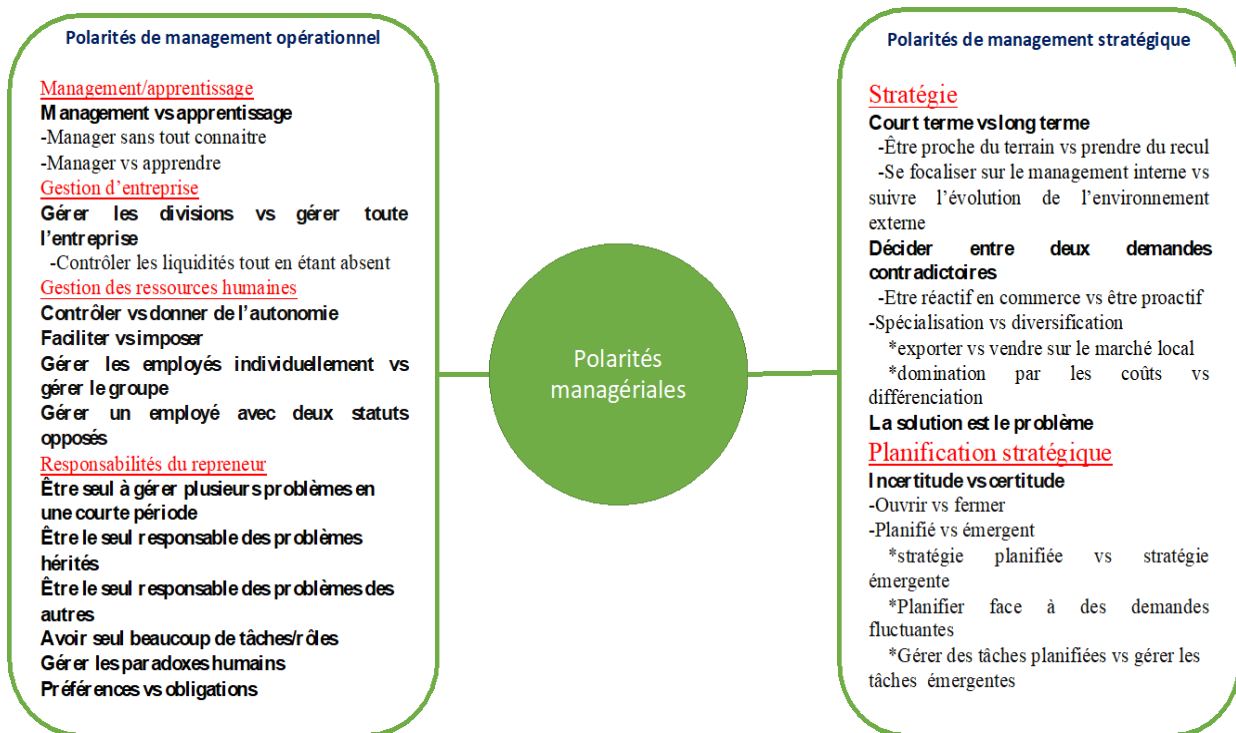 Polarités de management opérationnel
Management/apprentissage
Management vs apprentissage
-Manager sans tout connaitre
-Manager vs apprendre
Gestion d’entreprise
Gérer les divisions vs gérer toute
l’entreprise
-Contrôler les liquidités tout en étant absent
Gestion des ressources humaines
Contrôler vs donner de l’autonomie
Faciliter vs imposer
Gérer les employés individuellement vs
gérer le groupe
Gérer un employé avec deux statuts
opposés
Responsabilités du repreneur
Être seul à gérer plusieurs problèmes en
une courte période
Être le seul responsable des problèmes
hérités
Être le seul responsable des problèmes des
autres
Avoir seul beaucoup de tâches/rôles
Gérer les paradoxes humains
Préférences vs obligations
Polarités
managériales
Polarités de management stratégique
Stratégie
Court terme vs long terme
-Être proche du terrain vs prendre du recul
-Se focaliser sur le management interne vs
suivre l’évolution de l’environnement
externe
Décider entre deux demandes
contradictoires
-Etre réactif en commerce vs être proactif
-Spécialisation vs diversification
*exporter vs vendre sur le marché local
*domination par les coûts vs
différenciation
La solution est le problème
Planification stratégique
Incertitude vs certitude
-Ouvrir vs fermer
-Planifié vs émergent
*stratégie planifiée vs stratégie
émergente
*Planifier face à des demandes
fluctuantes
*Gérer des tâches planifiées vs gérer les
tâches émergentes